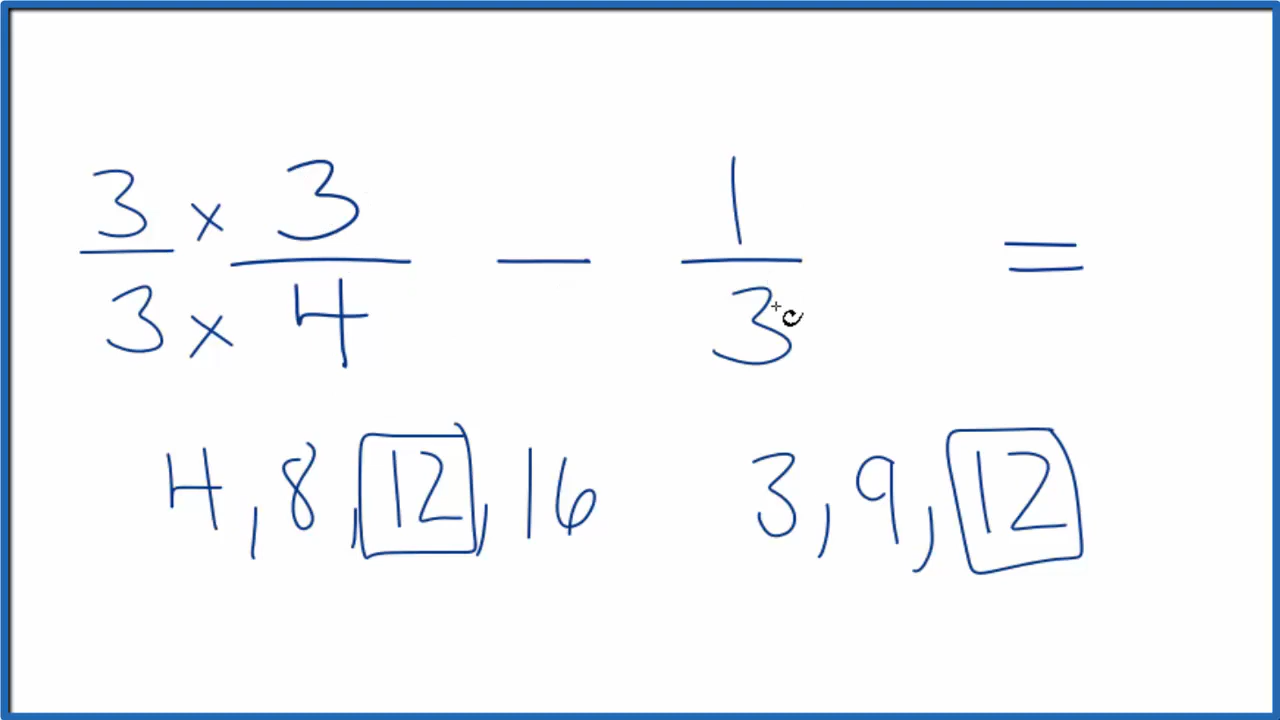 3/3 × 3/4 — 1/3 =
4, 8, 12, 16 3, 9, 12